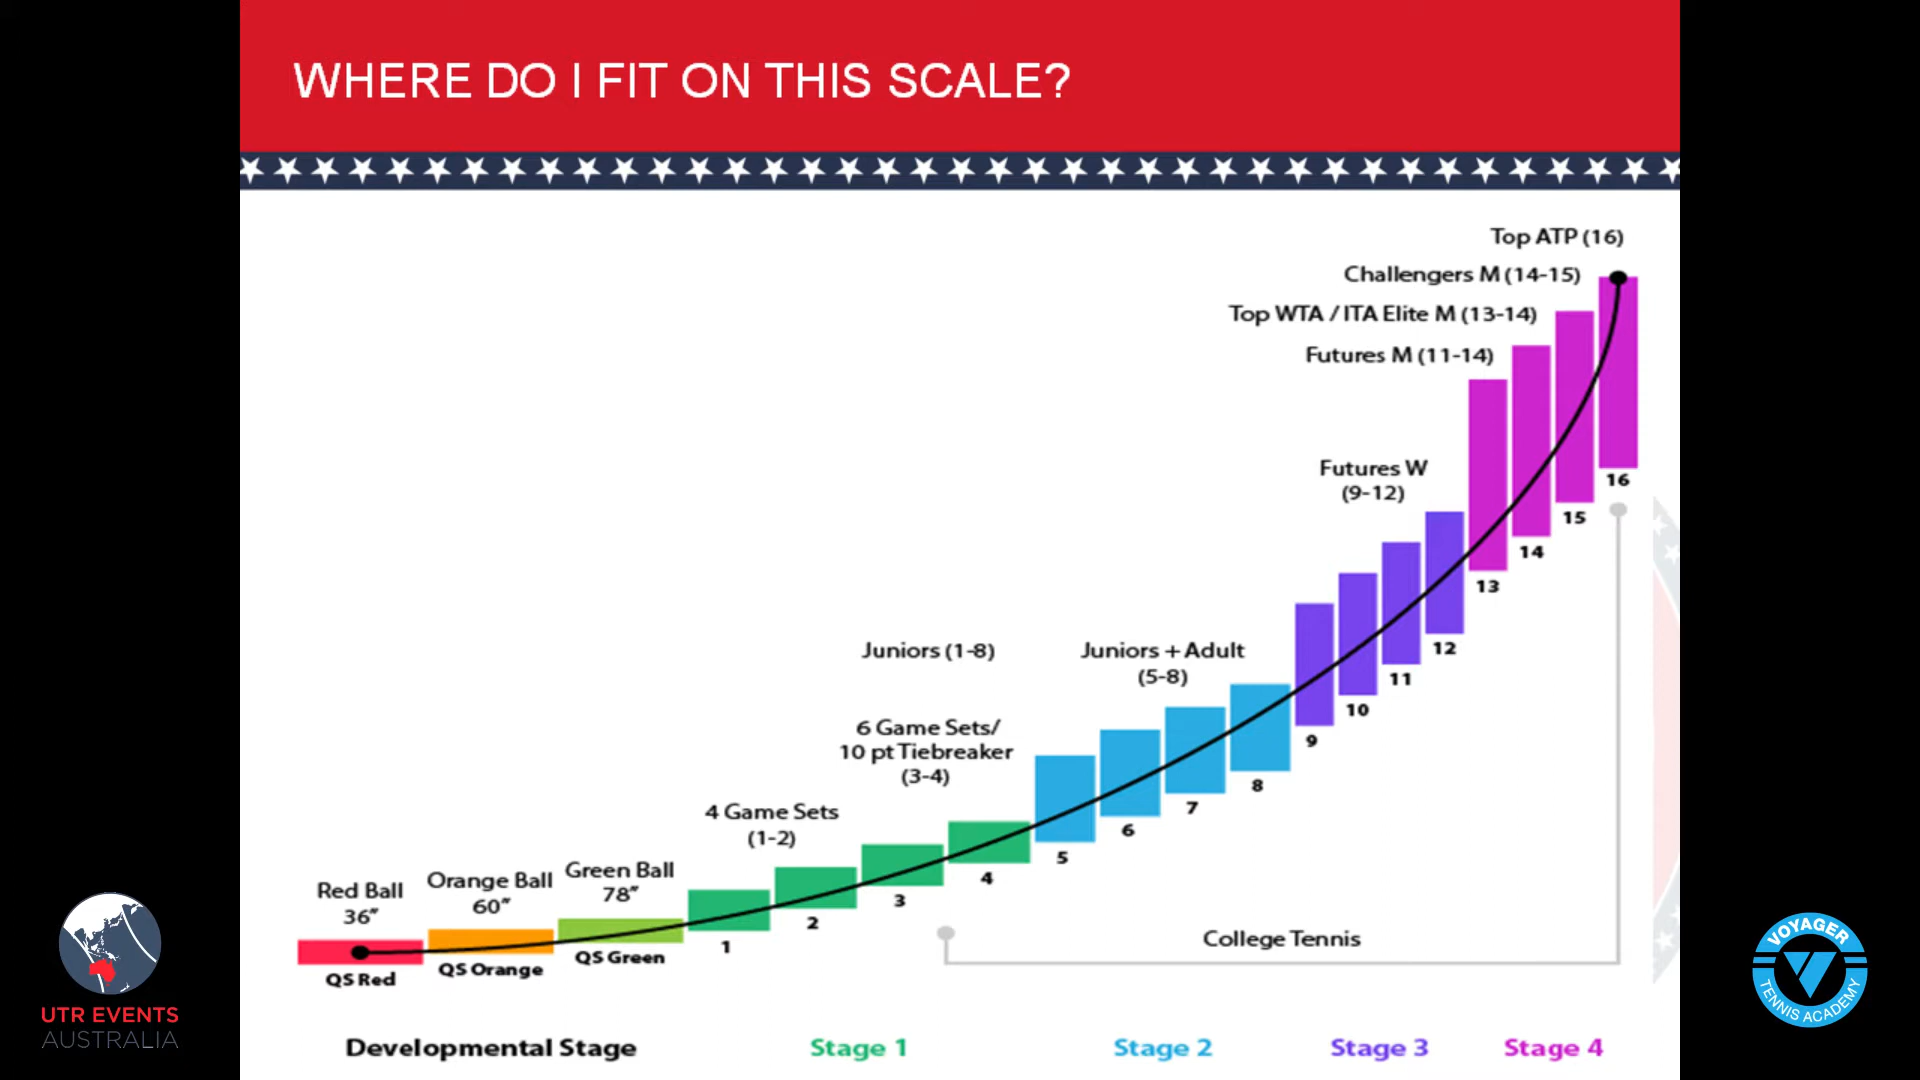 WHERE DO I FIT ON THIS SCALE?
Top ATP (16)
Challengers M (14-15)
Top WTA / ITA Elite M (13-14)
Futures M (11-14)
Futures W
(9-12)
Juniors (1-8)
Juniors + Adult
(5-8)
6 Game Sets/
10 pt Tiebreaker
(3-4)
4 Game Sets
(1-2)
Green Ball
78”
Orange Ball
60”
Red Ball
36”
QS Red
QS Orange
QS Green
1
2
3
4
5
6
7
8
9
10
11
12
13
14
15
16
College Tennis
Developmental Stage
Stage 1
Stage 2
Stage 3
Stage 4
UTR EVENTS
AUSTRALIA
VOYAGER
TENNIS ACADEMY